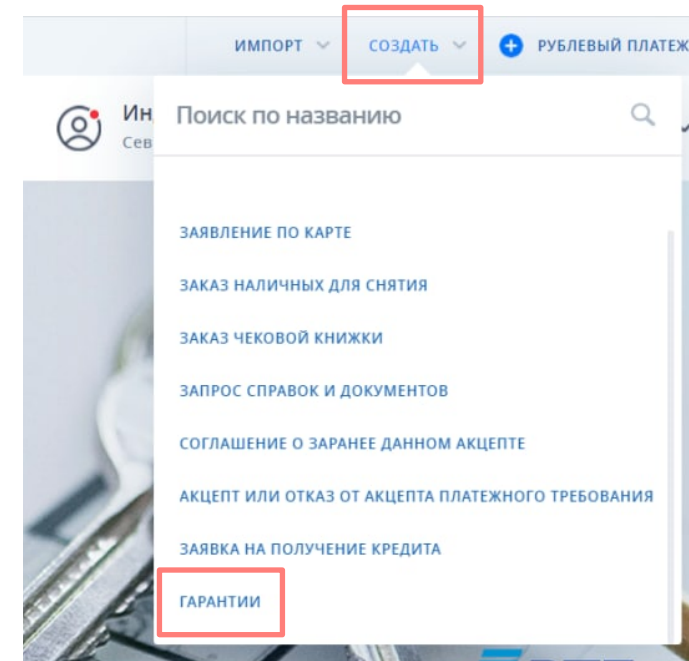 ИМПОРТ СОЗДАТЬ РУБЛЕВЫЙ ПЛАТЕЖ
Поиск по названию
ЗАЯВЛЕНИЕ ПО КАРТЕ
ЗАКАЗ НАЛИЧНЫХ ДЛЯ СНЯТИЯ
ЗАКАЗ ЧЕКОВОЙ КНИЖКИ
ЗАПРОС СПРАВОК И ДОКУМЕНТОВ
СОГЛАШЕНИЕ О ЗАРАНЕЕ ДАННОМ АКЦЕПТЕ
АКЦЕПТ ИЛИ ОТКАЗ ОТ АКЦЕПТА ПЛАТЕЖНОГО ТРЕБОВАНИЯ
ЗАЯВКА НА ПОЛУЧЕНИЕ КРЕДИТА
ГАРАНТИИ